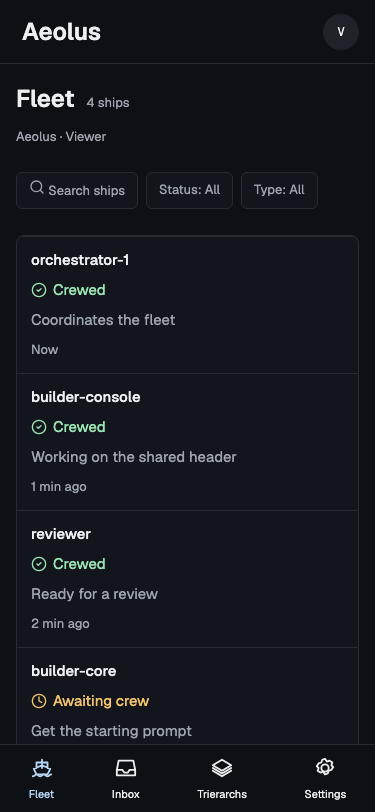 Aeolus
V
Fleet 4 ships
Aeolus · Viewer
Search ships
Status: All
Type: All
orchestrator-1
Crewed
Coordinates the fleet
Now
builder-console
Crewed
Working on the shared header
1 min ago
reviewer
Crewed
Ready for a review
2 min ago
builder-core
Awaiting crew
Get the starting prompt
Fleet
Inbox
Trierarchs
Settings